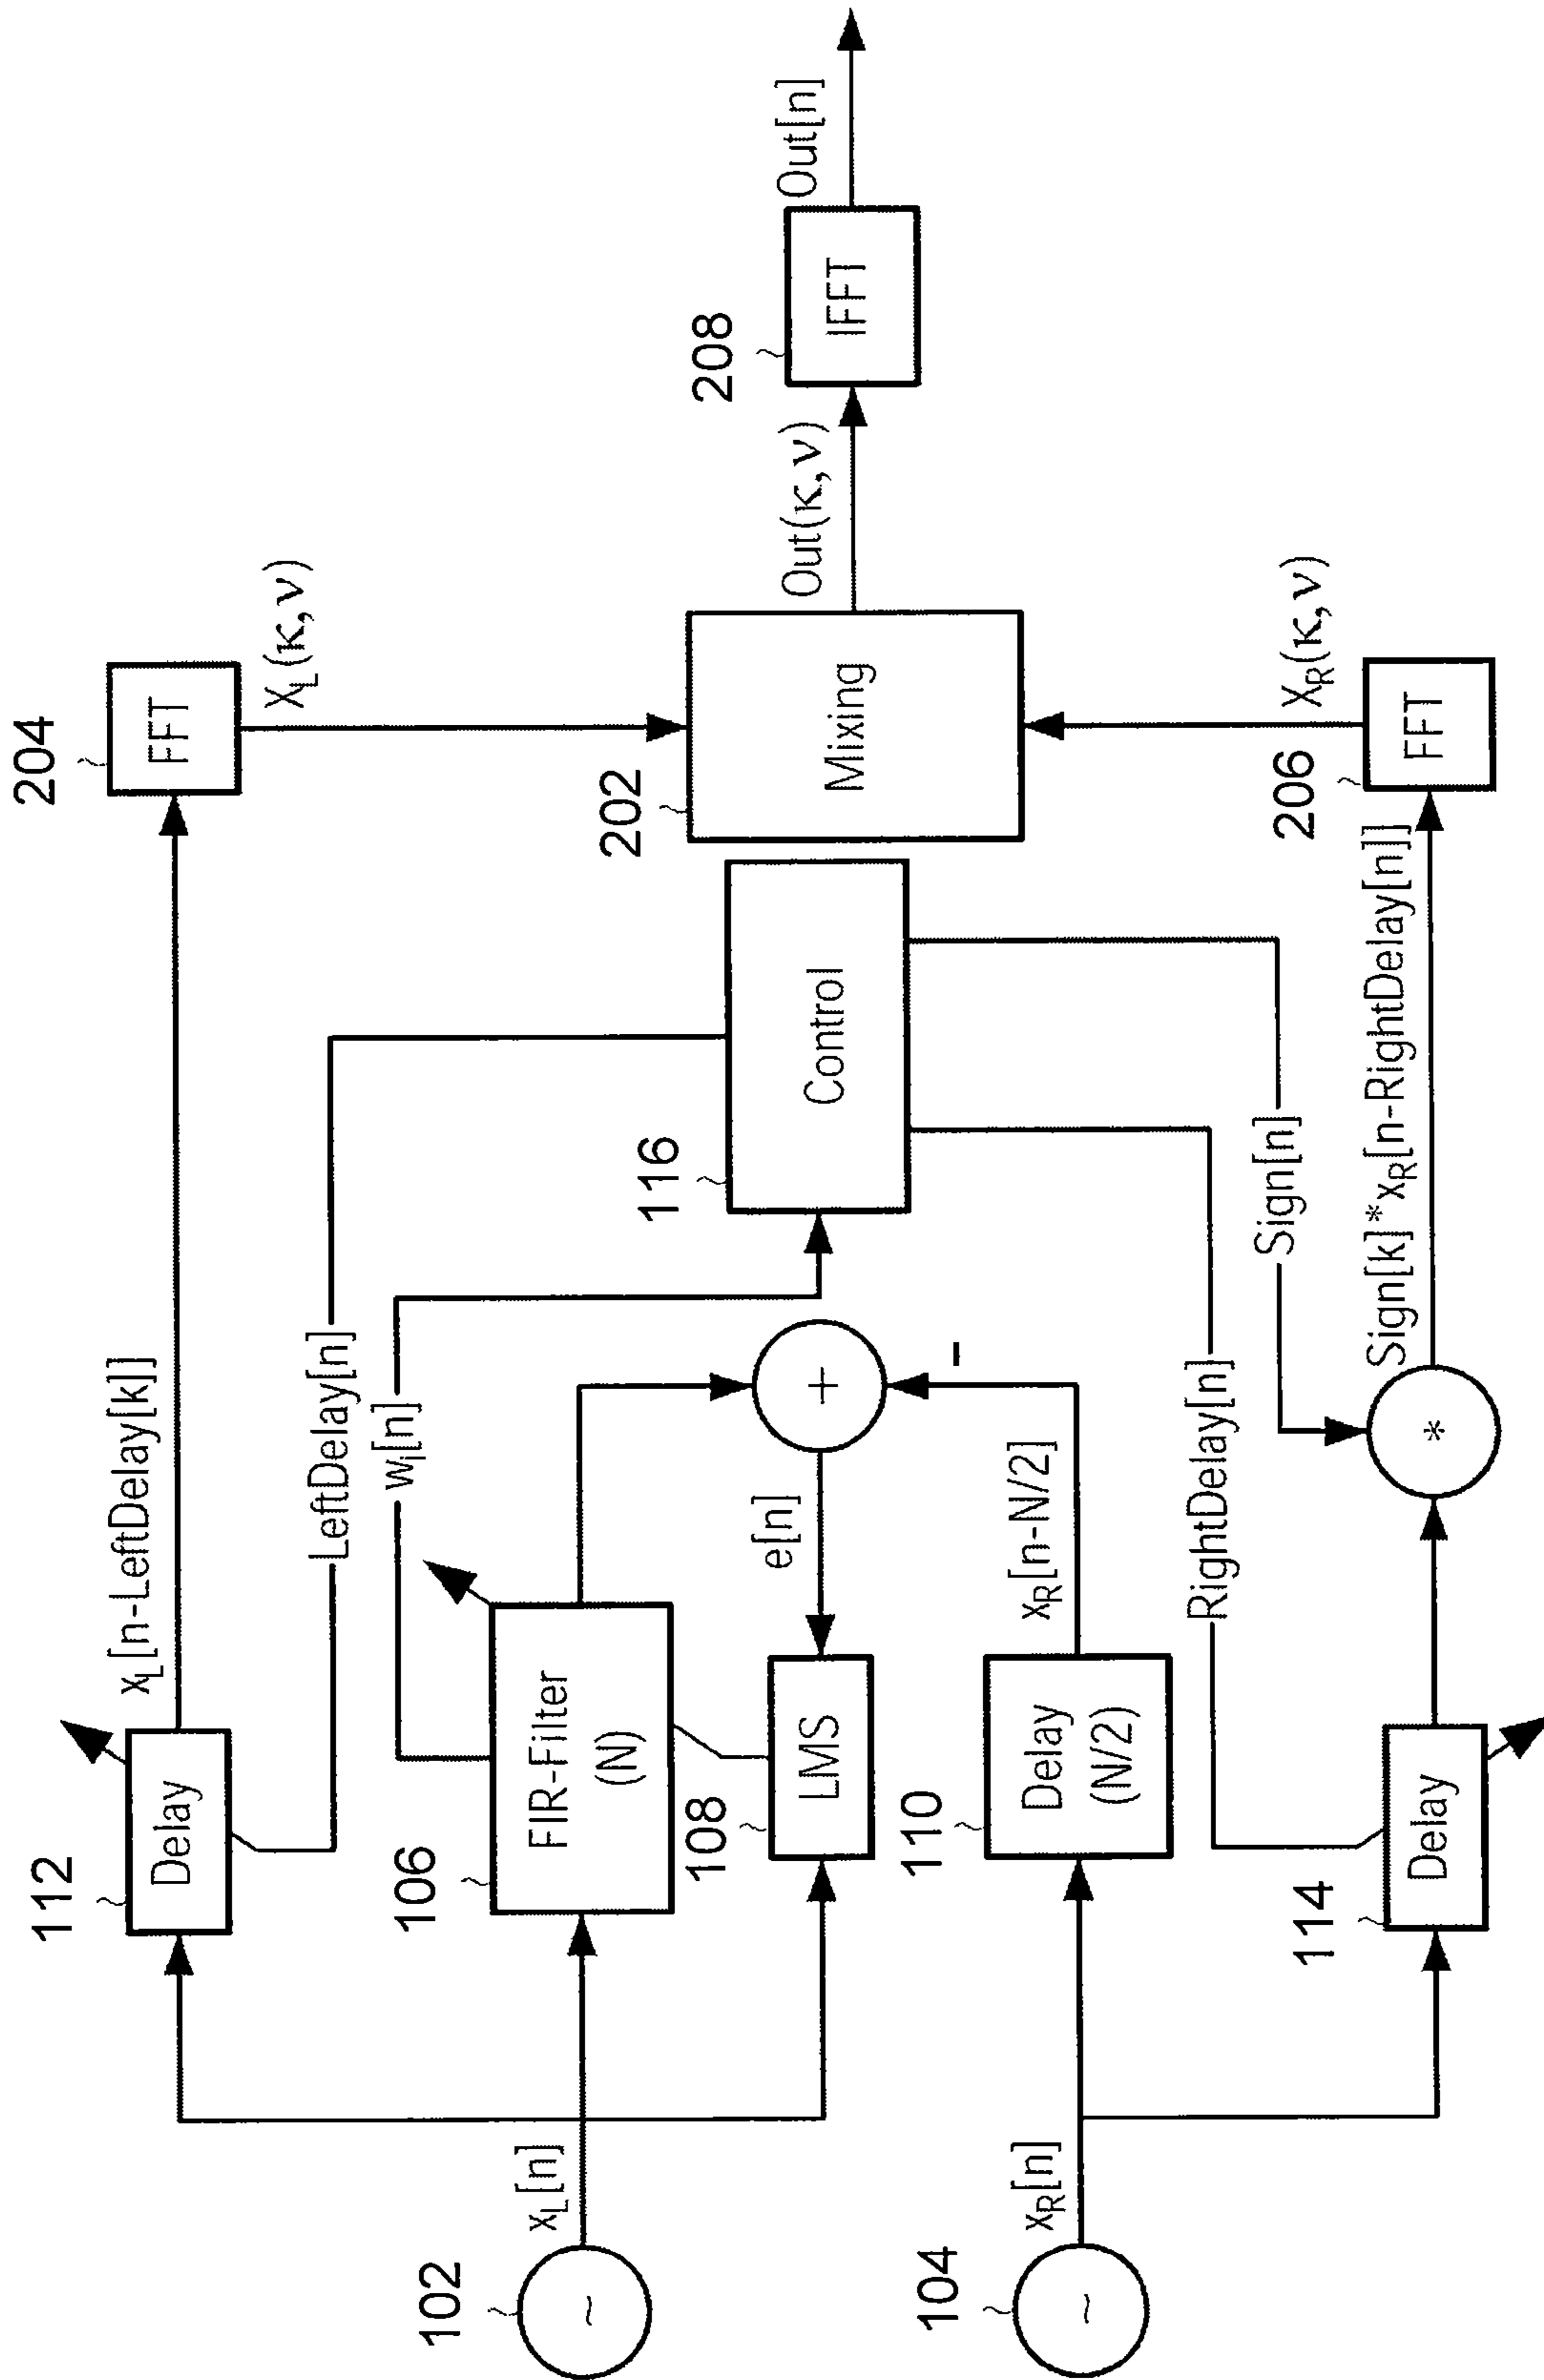 204
FFT
X_L(κ,ν)
112
Delay
x_L[n-LeftDelay[k]]
LeftDelay[n]
w_i[n]
102
~
x_L[n]
106
FIR-Filter
(N)
108
LMS
e[n]
+
-
116
Control
202
Mixing
Out(κ,ν)
208
IFFT
Out[n]
104
~
x_R[n]
110
Delay
(N/2)
x_R[n-N/2]
RightDelay[n]
Sign[n]
114
Delay
*
Sign[k]*x_R[n-RightDelay[n]]
206
FFT
X_R(κ,ν)